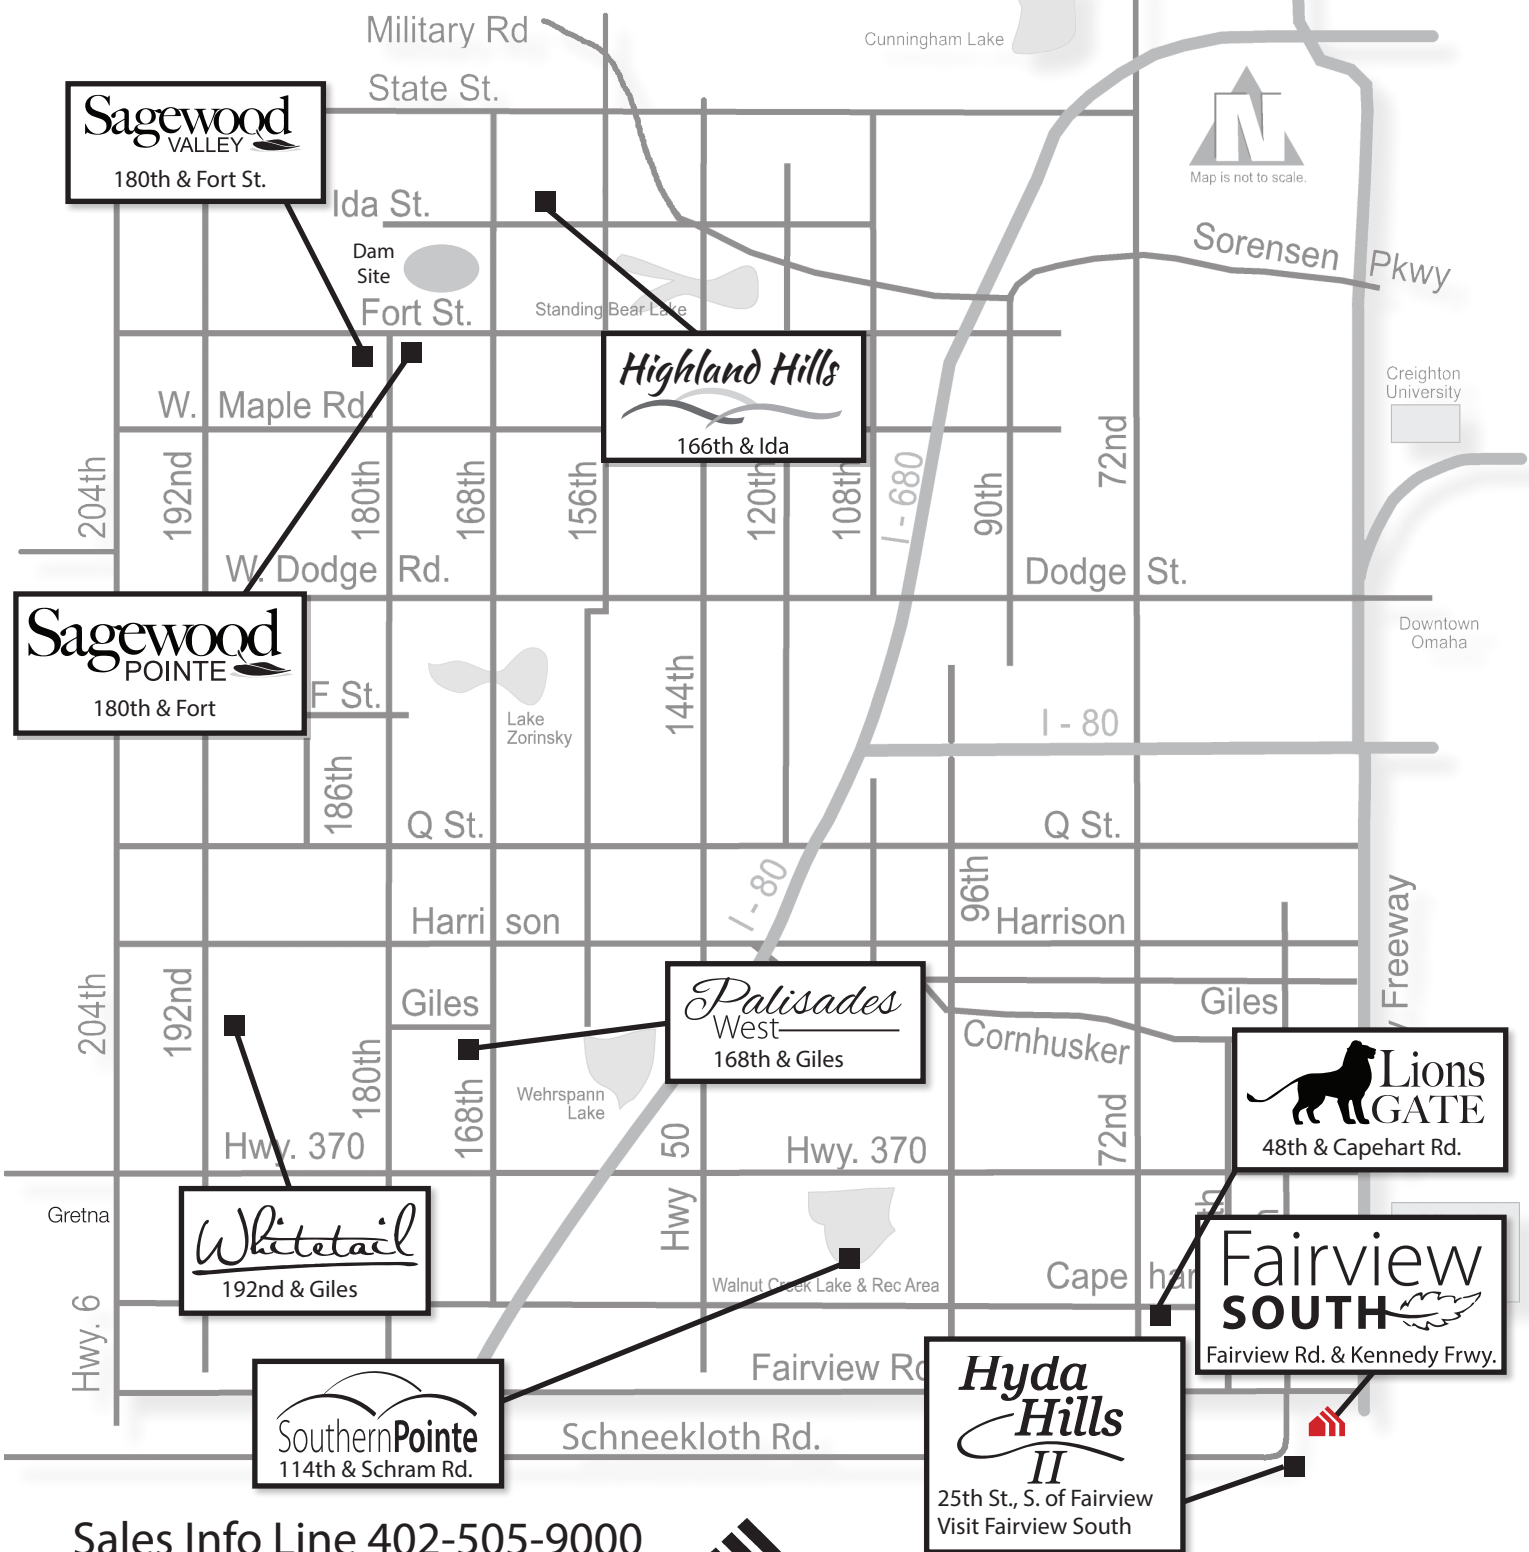 Military Rd
Cunningham Lake
State St.
Sagewood
VALLEY
180th & Fort St.
N
Map is not to scale.
Ida St.
Dam
Site
Sorensen Pkwy
Standing Bear Lake
Fort St.
Highland Hills
166th & Ida
Creighton
University
W. Maple Rd.
204th
192nd
180th
168th
156th
120th
108th
I - 680
90th
72nd
W. Dodge Rd.
Dodge St.
Sagewood
POINTE
180th & Fort
Downtown
Omaha
F St.
Lake
Zorinsky
144th
I - 80
186th
Q St.
Q St.
I - 80
96th
Harrison
Harrison
Freeway
204th
192nd
Giles
Palisades
West
168th & Giles
Giles
Cornhusker
180th
168th
Wehrspann
Lake
Lions
GATE
48th & Capehart Rd.
72nd
50
Hwy. 370
Hwy. 370
Gretna
Whitetail
192nd & Giles
Hwy
th
Fairview
SOUTH
Fairview Rd. & Kennedy Frwy.
Walnut Creek Lake & Rec Area
Cape har
Hwy. 6
Fairview Rd
SouthernPointe
114th & Schram Rd.
Schneekloth Rd.
Hyda
Hills
II
25th St., S. of Fairview
Visit Fairview South
Sales Info Line 402-505-9000